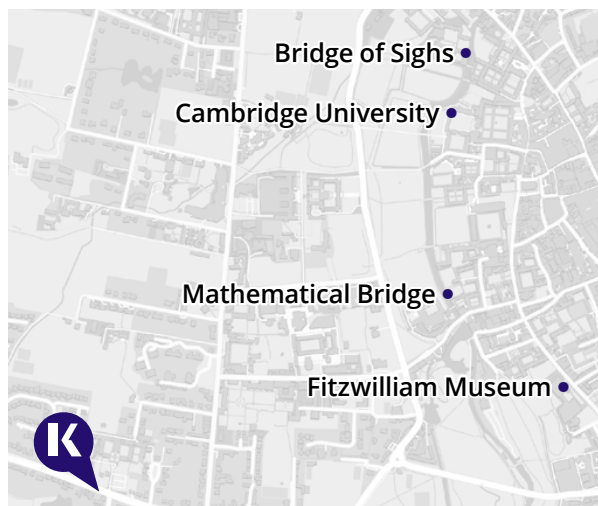 Bridge of Sighs
Cambridge University
Mathematical Bridge
Fitzwilliam Museum
K